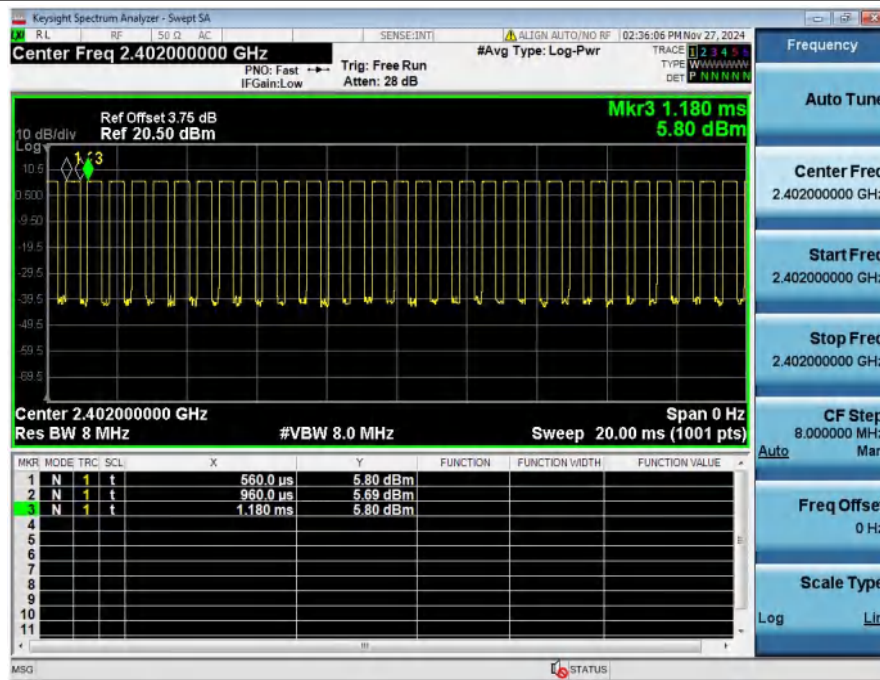 Keysight Spectrum Analyzer - Swept SA
RL RF 50 Ω AC SENSE:INT ALIGN AUTO/NO RF 02:36:06 PM Nov 27, 2024
Center Freq 2.402000000 GHz
PNO: Fast
IFGain:Low
Trig: Free Run
Atten: 28 dB
#Avg Type: Log-Pwr
TRACE 1 2 3 4 5 6
TYPE WWWWWW
DET P N N N N N
Ref Offset 3.75 dB
10 dB/div Ref 20.50 dBm
Log
Mkr3 1.180 ms
5.80 dBm
10.5
0.500
-9.50
-19.5
-29.5
-39.5
-49.5
-59.5
-69.5
3
Center 2.402000000 GHz Span 0 Hz
Res BW 8 MHz #VBW 8.0 MHz Sweep 20.00 ms (1001 pts)
MKR MODE TRC SCL X Y FUNCTION FUNCTION WIDTH FUNCTION VALUE
1 N 1 t 560.0 µs 5.80 dBm
2 N 1 t 960.0 µs 5.69 dBm
3 N 1 t 1.180 ms 5.80 dBm
4
5
6
7
8
9
10
11
MSG STATUS
Frequency
Auto Tune
Center Freq
2.402000000 GHz
Start Freq
2.402000000 GHz
Stop Freq
2.402000000 GHz
CF Step
8.000000 MHz
Auto Man
Freq Offset
0 Hz
Scale Type
Log Lin